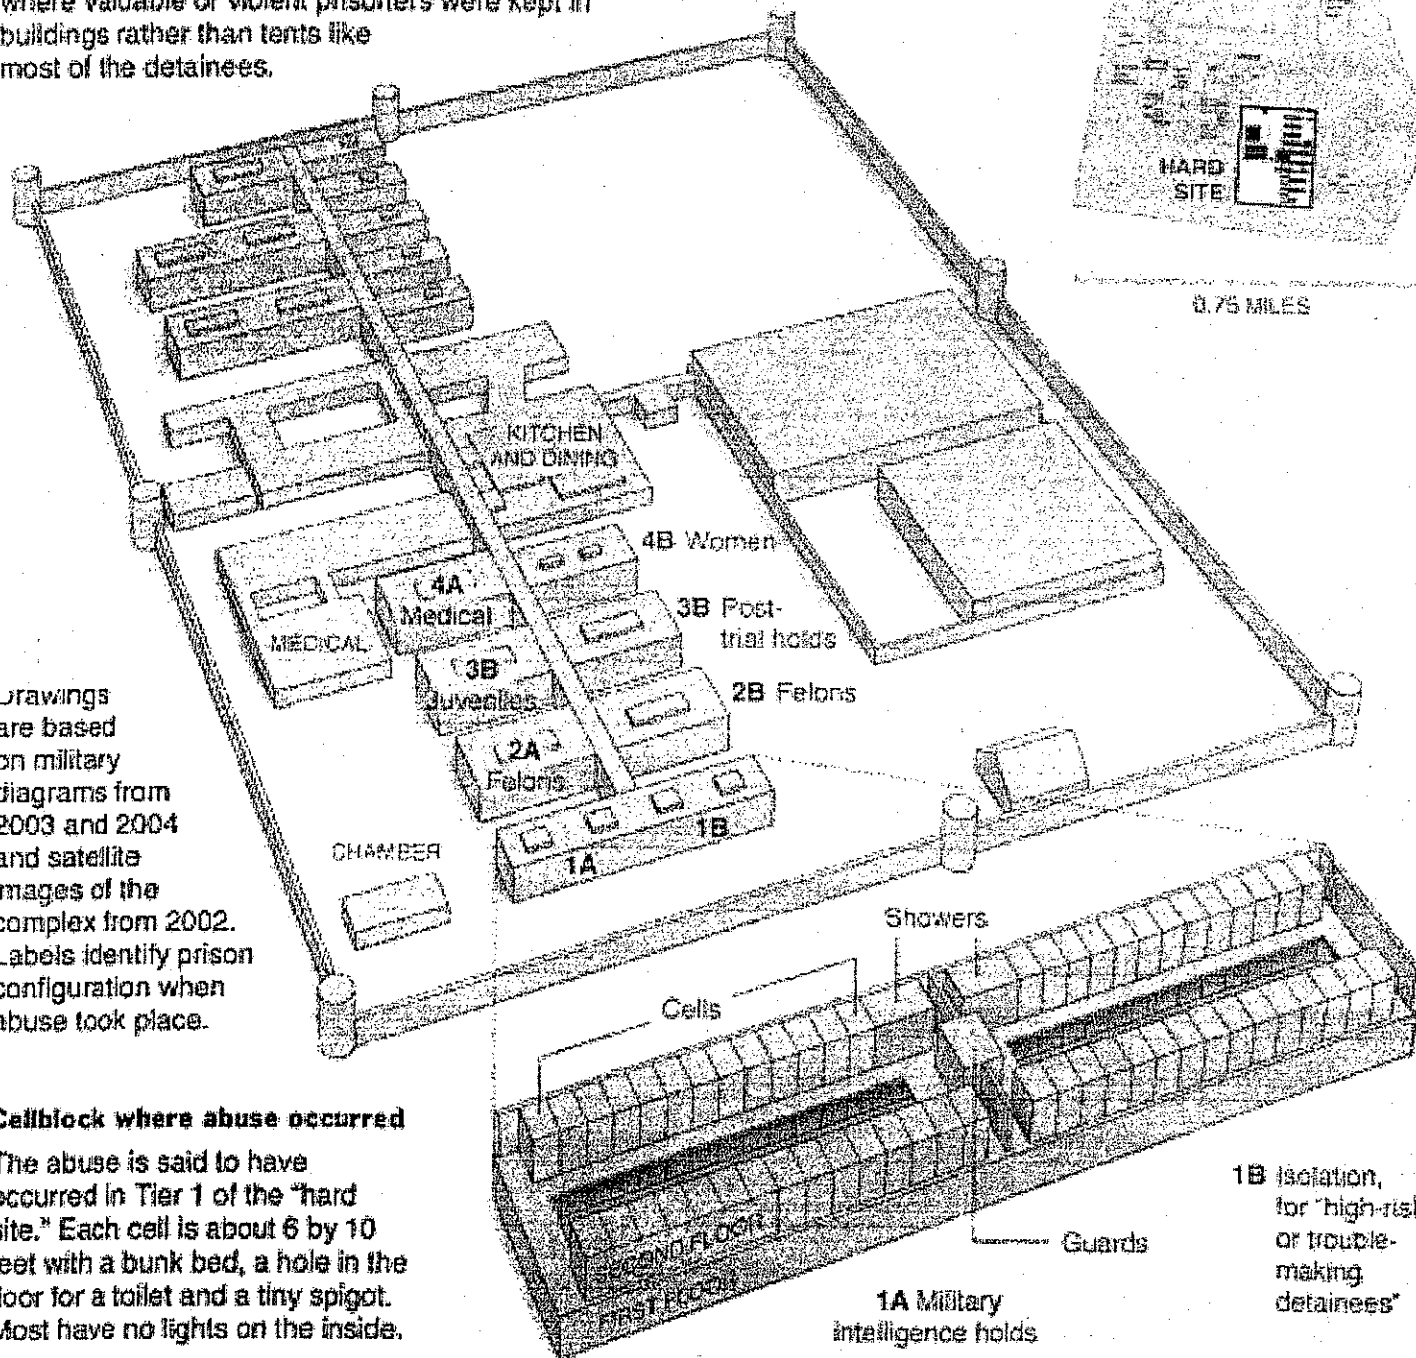 where valuable or violent prisoners were kept in
buildings rather than tents like
most of the detainees.
HARD
SITE
0.75 MILES
KITCHEN
AND DINING
4B Women
4A
Medical
3B Post-
trial holds
MEDICAL
3B
Juveniles
2B Felons
2A
Felons
1B
1A
CHAMBER
Drawings
are based
on military
diagrams from
2003 and 2004
and satellite
images of the
complex from 2002.
Labels identify prison
configuration when
abuse took place.
Showers
Cells
Cellblock where abuse occurred
The abuse is said to have
occurred in Tier 1 of the "hard
site." Each cell is about 6 by 10
feet with a bunk bed, a hole in the
floor for a toilet and a tiny spigot.
Most have no lights on the inside.
SECOND FLOOR
FIRST FLOOR
Guards
1A Military
intelligence holds
1B Isolation,
for "high-risk
or trouble-
making
detainees"